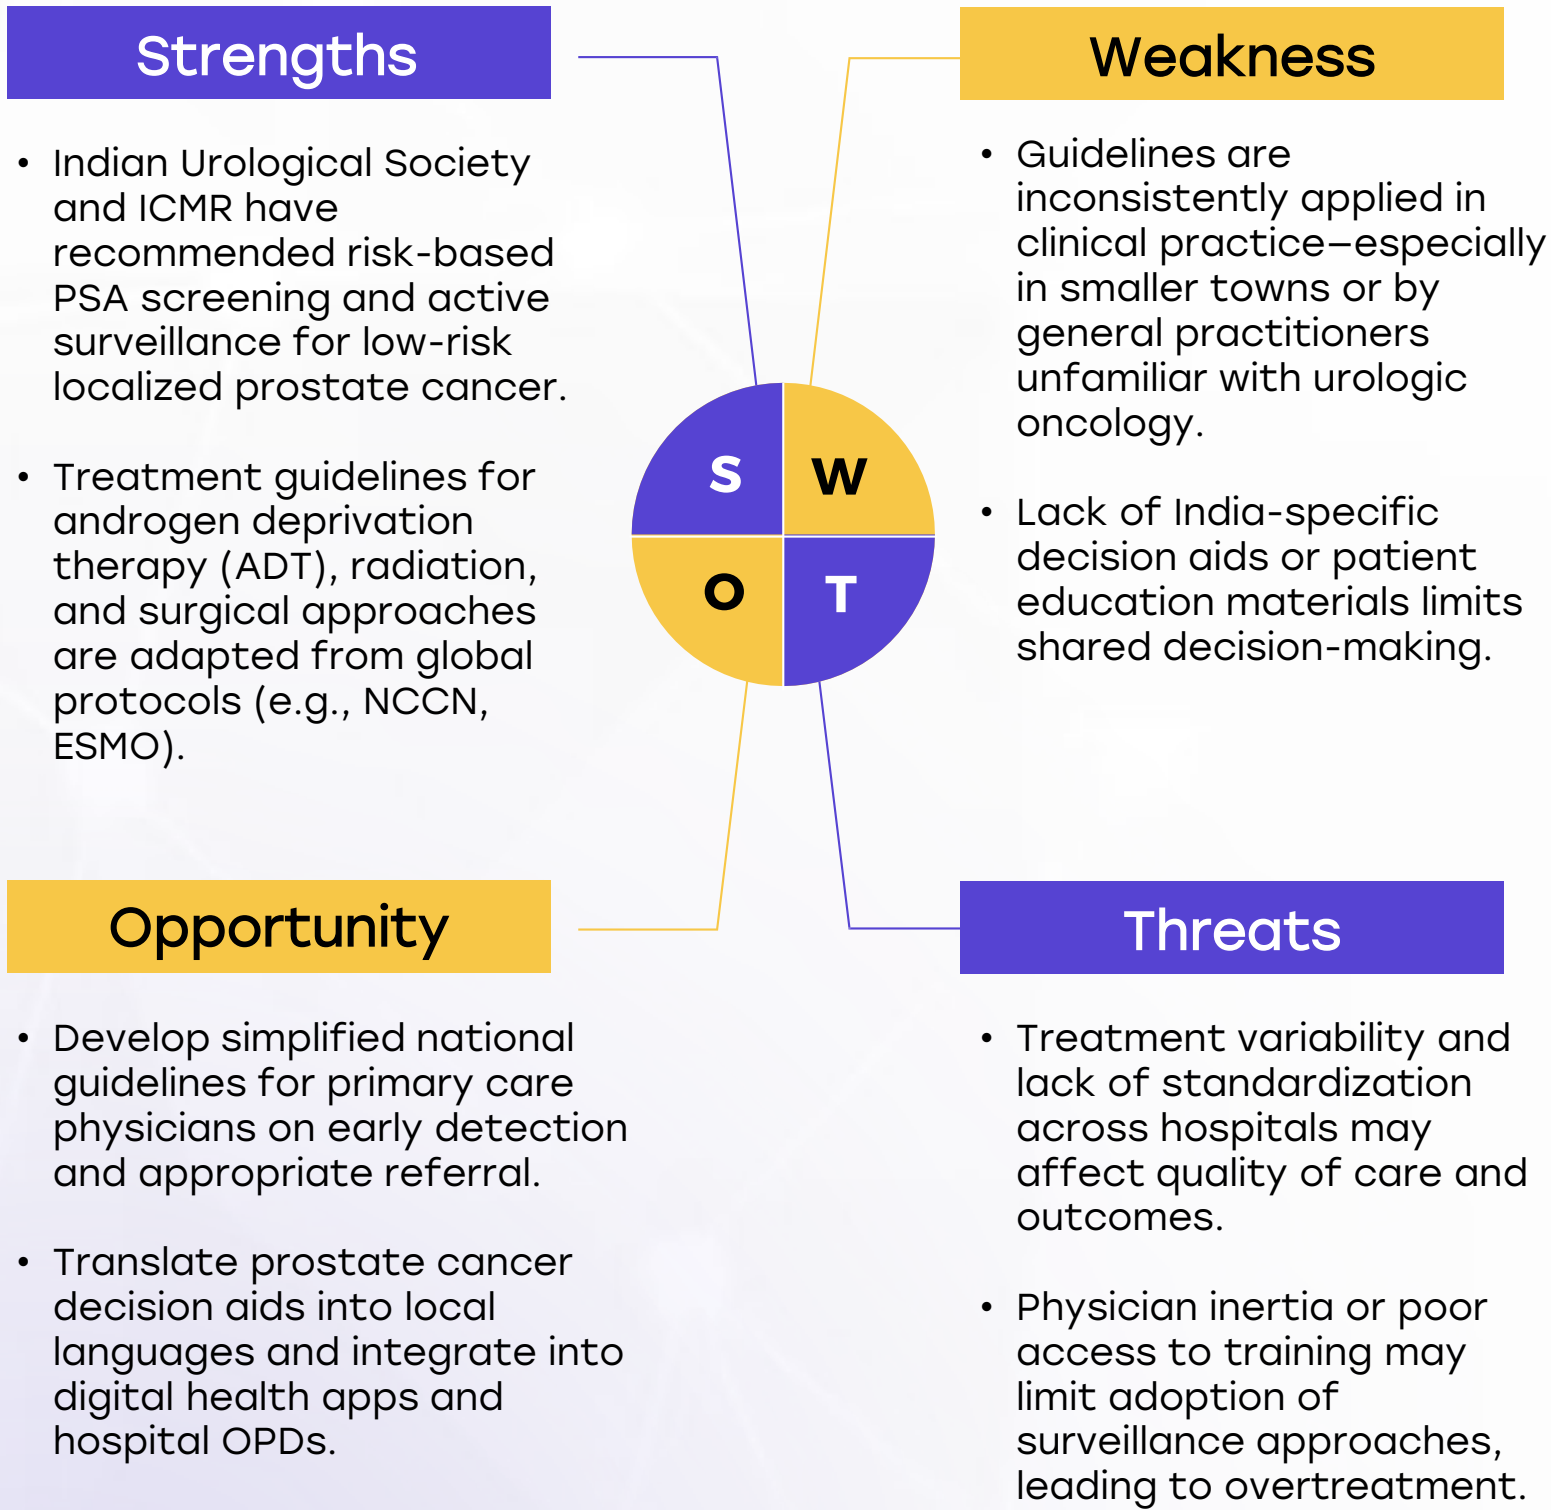 Strengths
• Indian Urological Society
and ICMR have
recommended risk-based
PSA screening and active
surveillance for low-risk
localized prostate cancer.
• Treatment guidelines for
androgen deprivation
therapy (ADT), radiation,
and surgical approaches
are adapted from global
protocols (e.g., NCCN,
ESMO).
Weakness
• Guidelines are
inconsistently applied in
clinical practice—especially
in smaller towns or by
general practitioners
unfamiliar with urologic
oncology.
• Lack of India-specific
decision aids or patient
education materials limits
shared decision-making.
S
W
O
T
Opportunity
• Develop simplified national
guidelines for primary care
physicians on early detection
and appropriate referral.
• Translate prostate cancer
decision aids into local
languages and integrate into
digital health apps and
hospital OPDs.
Threats
• Treatment variability and
lack of standardization
across hospitals may
affect quality of care and
outcomes.
• Physician inertia or poor
access to training may
limit adoption of
surveillance approaches,
leading to overtreatment.